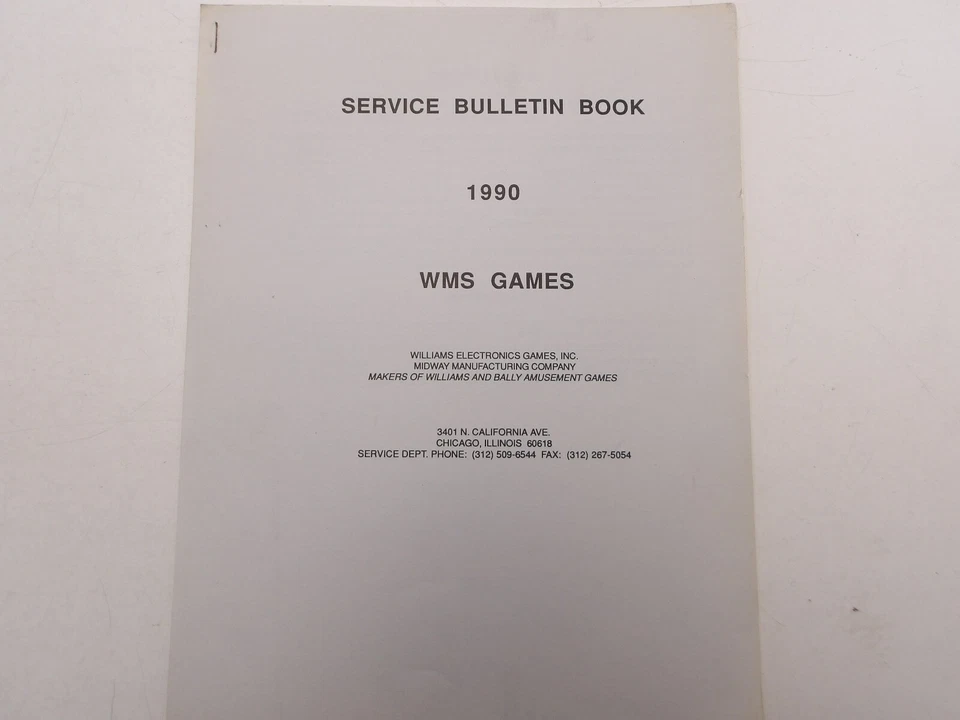 SERVICE BULLETIN BOOK
1990
WMS GAMES
WILLIAMS ELECTRONICS GAMES, INC.
MIDWAY MANUFACTURING COMPANY
MAKERS OF WILLIAMS AND BALLY AMUSEMENT GAMES
3401 N. CALIFORNIA AVE.
CHICAGO, ILLINOIS 60618
SERVICE DEPT. PHONE: (312) 509-6544 FAX: (312) 267-5054